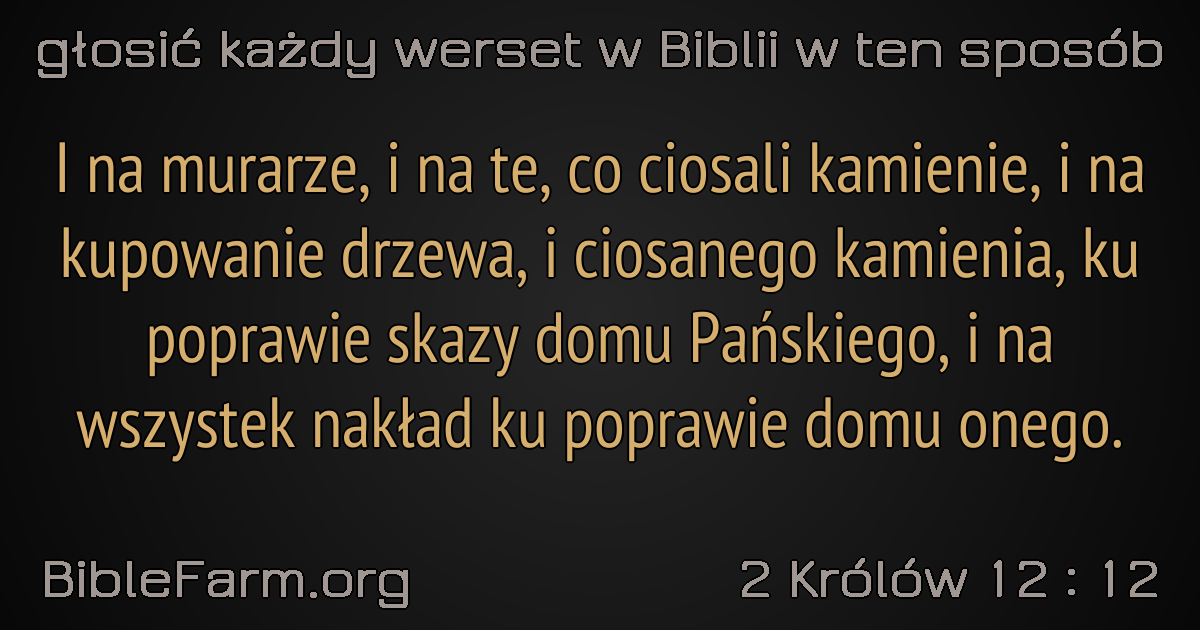 głosić każdy werset w Biblii w ten sposób
I na murarze, i na te, co ciosali kamienie, i na
kupowanie drzewa, i ciosanego kamienia, ku
poprawie skazy domu Pańskiego, i na
wszystek nakład ku poprawie domu onego.
BibleFarm.org
2 Królów 12 : 12